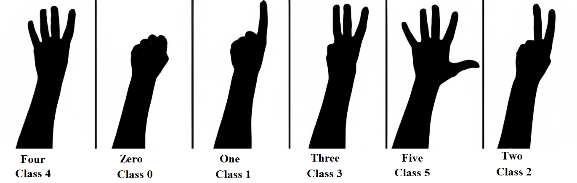 Four
Class 4
Zero
Class 0
One
Class 1
Three
Class 3
Five
Class 5
Two
Class 2